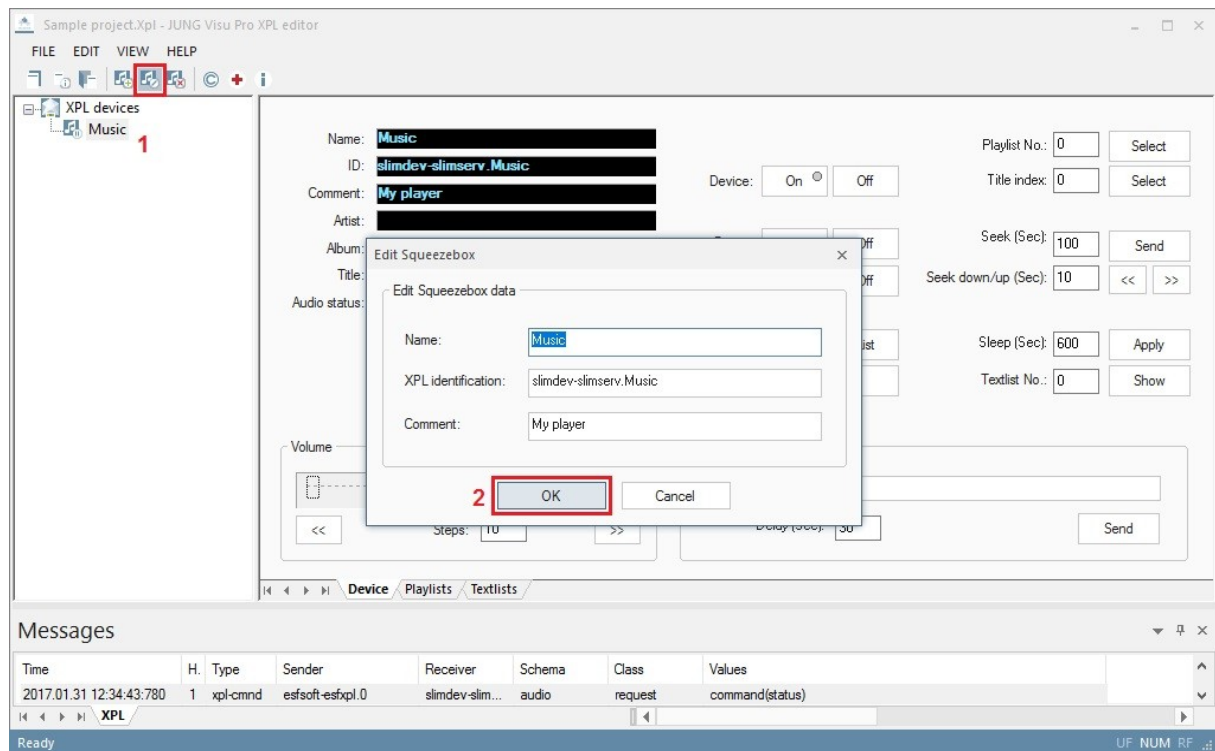 Sample project.Xpl - JUNG Visu Pro XPL editor
FILE EDIT VIEW HELP
XPL devices
Music
1
Name: Music
ID: slimdev-slimserv.Music
Comment: My player
Artist:
Album:
Title:
Audio status:
Device: On Off
Off
Off
ist
Playlist No.: 0 Select
Title index: 0 Select
Seek (Sec): 100 Send
Seek down/up (Sec): 10 << >>
Sleep (Sec): 600 Apply
Textlist No.: 0 Show
Edit Squeezebox
Edit Squeezebox data
Name: Music
XPL identification: slimdev-slimserv.Music
Comment: My player
2 OK Cancel
Volume
<< Steps: 10 >>
Delay (Sec): 30 Send
Device Playlists Textlists
Messages
Time H. Type Sender Receiver Schema Class Values
2017.01.31 12:34:43:780 1 xpl-cmnd esfsoft-esfxpl.0 slimdev-slim... audio request command(status)
XPL
Ready UF NUM RF